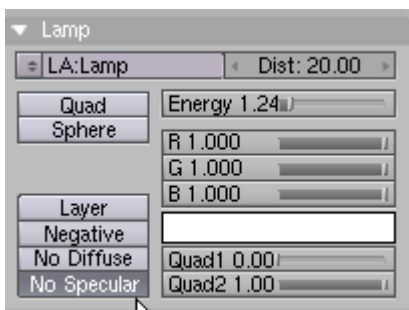 Lamp
LA:Lamp Dist: 20.00
Quad Energy 1.24
Sphere R 1.000
G 1.000
Layer B 1.000
Negative
No Diffuse Quad1 0.00
No Specular Quad2 1.00